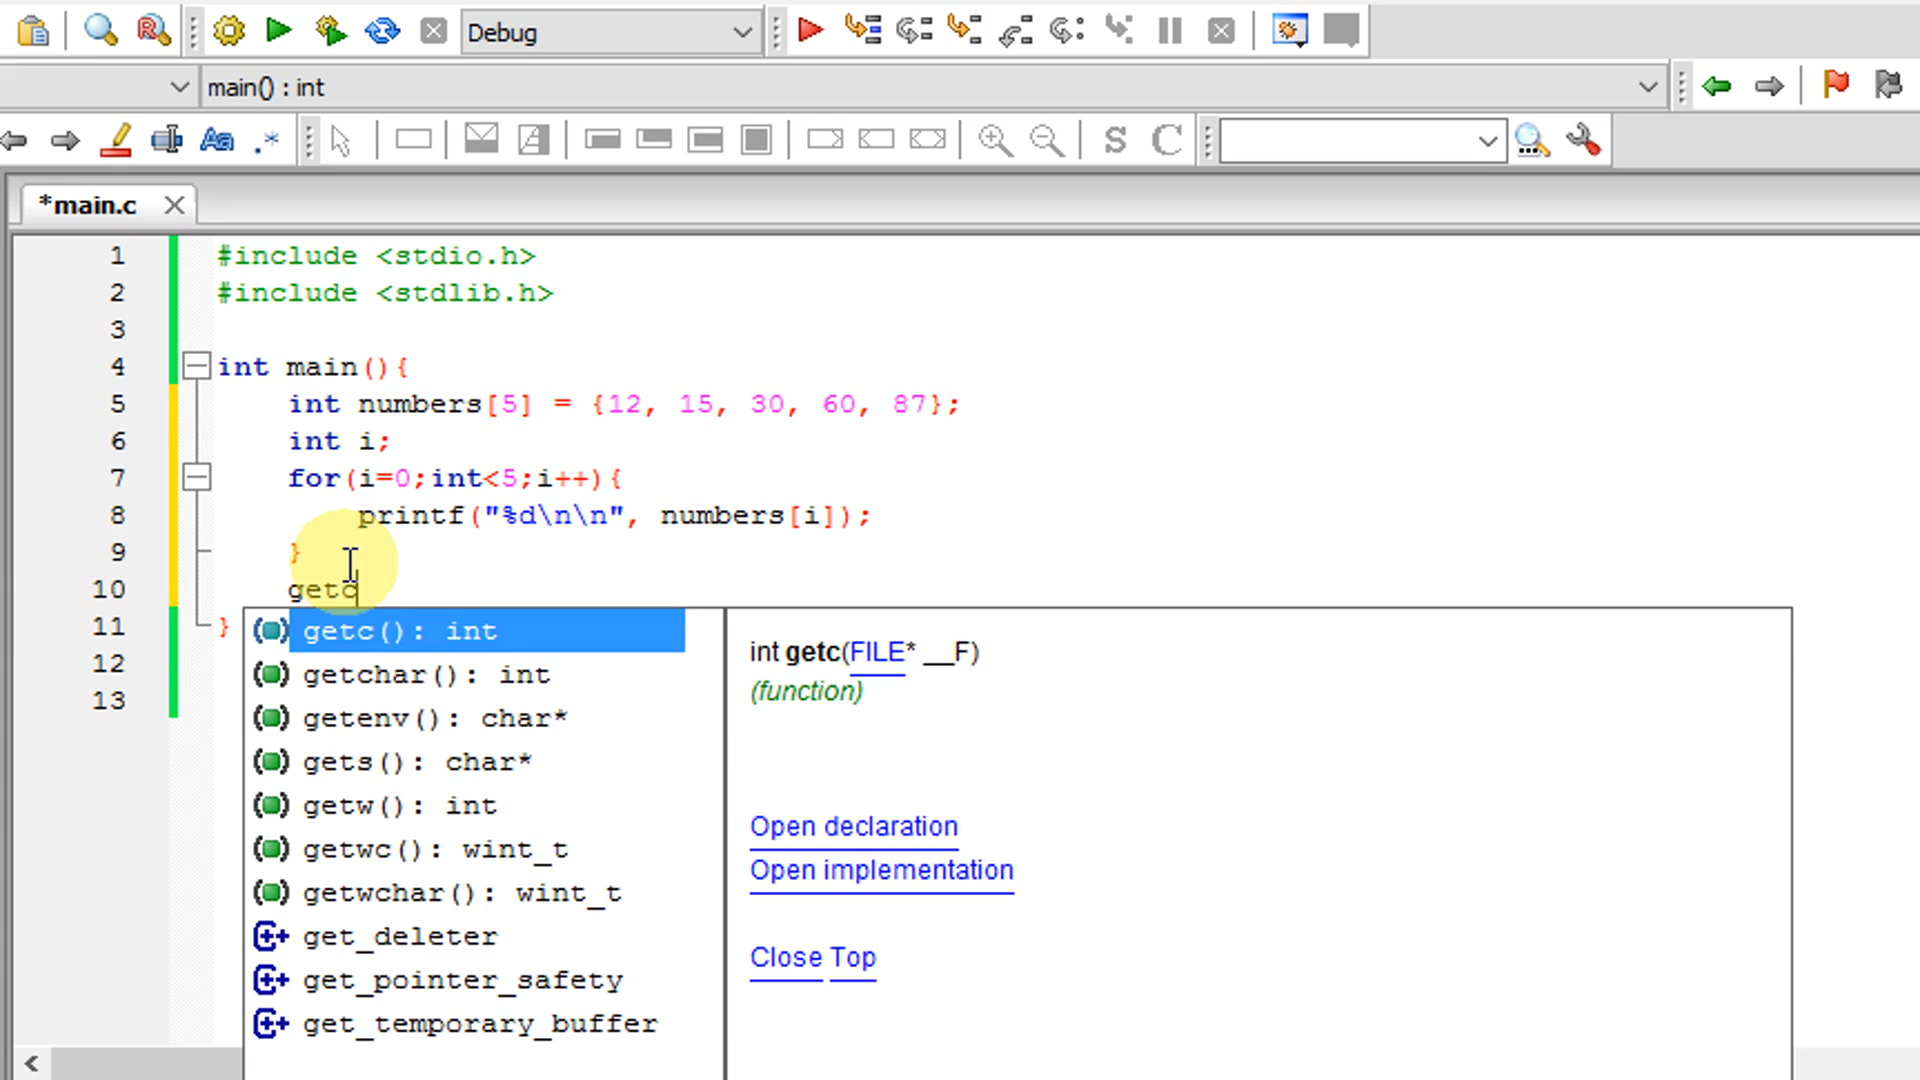 Debug
main() : int
Aa .*
S C
*main.c
1 #include <stdio.h>
2 #include <stdlib.h>
3
4 int main(){
5 int numbers[5] = {12, 15, 30, 60, 87};
6 int i;
7 for(i=0;int<5;i++){
8 printf("%d\n\n", numbers[i]);
9 }
10 getc
11 }
12
13
getc(): int
getchar(): int
getenv(): char*
gets(): char*
getw(): int
getwc(): wint_t
getwchar(): wint_t
get_deleter
get_pointer_safety
get_temporary_buffer
int getc(FILE* __F)
(function)
Open declaration
Open implementation
Close Top